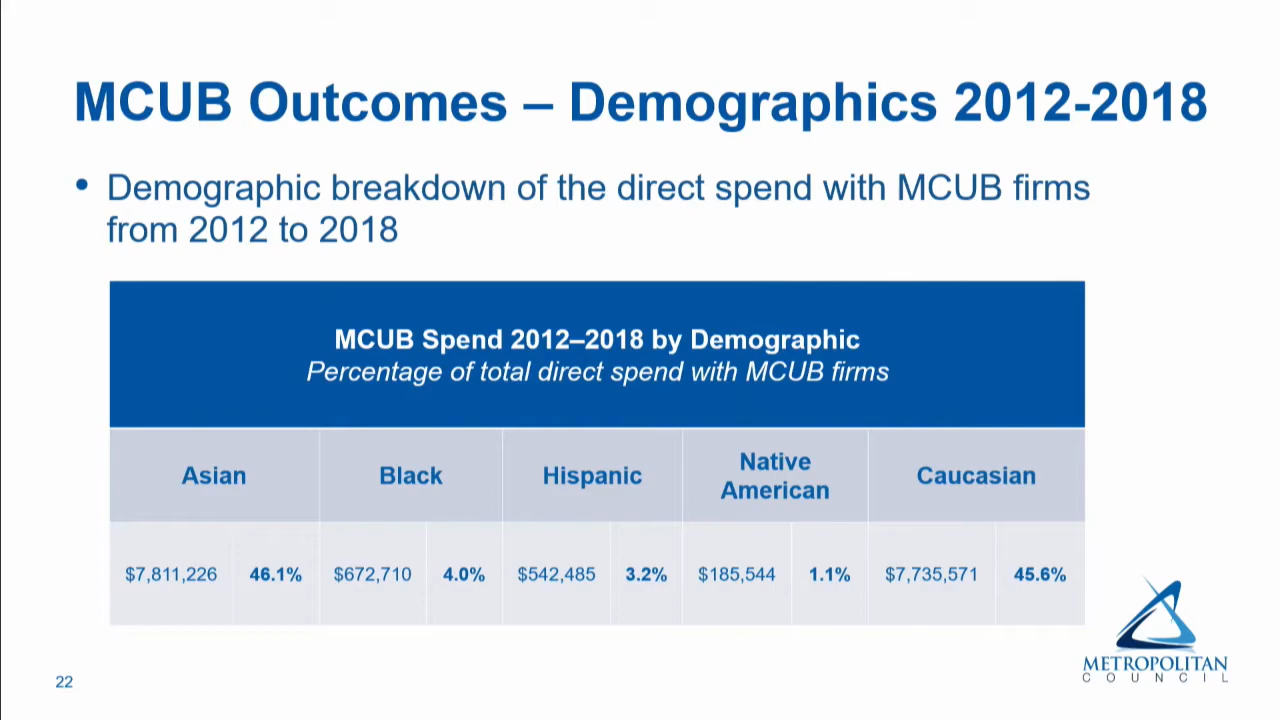 MCUB Outcomes – Demographics 2012-2018
• Demographic breakdown of the direct spend with MCUB firms
from 2012 to 2018
MCUB Spend 2012–2018 by Demographic
Percentage of total direct spend with MCUB firms
Asian Black Hispanic Native American Caucasian
$7,811,226 46.1% $672,710 4.0% $542,485 3.2% $185,544 1.1% $7,735,571 45.6%
METROPOLITAN
COUNCIL
22